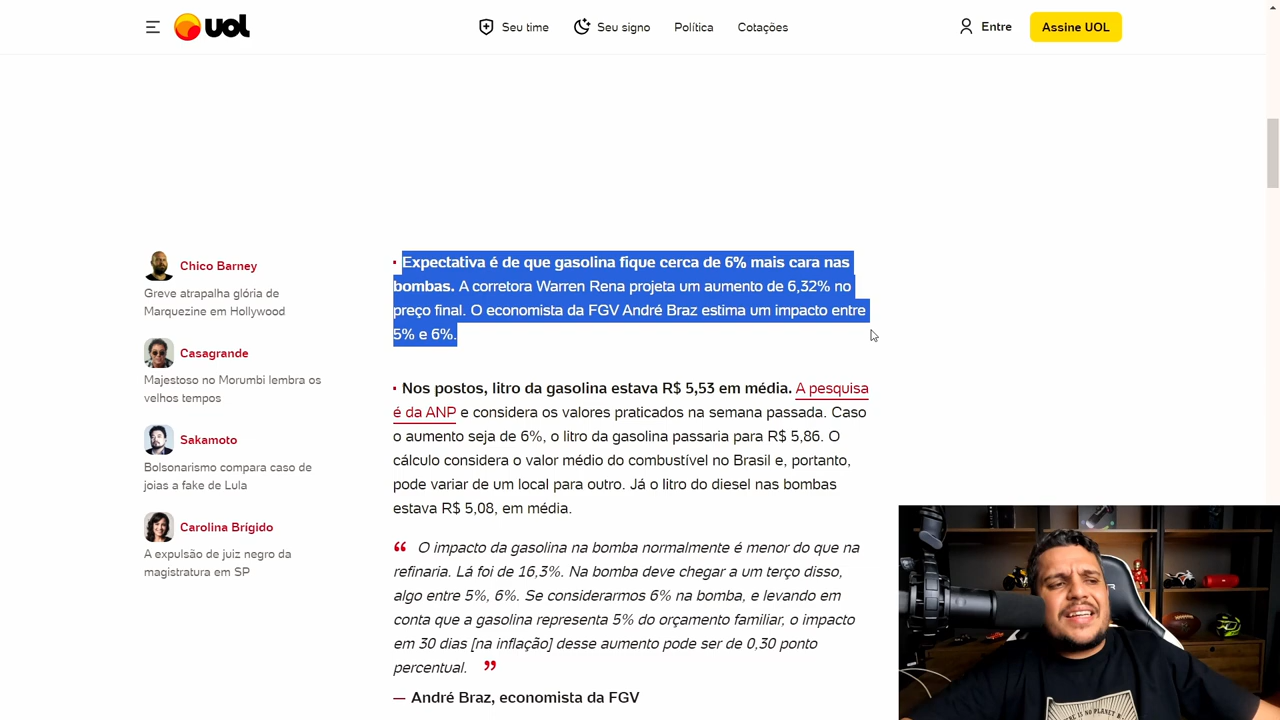 uol
Seu time
Seu signo
Política
Cotações
Entre
Assine UOL
Chico Barney
Greve atrapalha glória de
Marquezine em Hollywood
Casagrande
Majestoso no Morumbi lembra os
velhos tempos
Sakamoto
Bolsonarismo compara caso de
joias a fake de Lula
Carolina Brígido
A expulsão de juiz negro da
magistratura em SP
Expectativa é de que gasolina fique cerca de 6% mais cara nas
bombas. A corretora Warren Rena projeta um aumento de 6,32% no
preço final. O economista da FGV André Braz estima um impacto entre
5% e 6%.
Nos postos, litro da gasolina estava R$ 5,53 em média. A pesquisa
é da ANP e considera os valores praticados na semana passada. Caso
o aumento seja de 6%, o litro da gasolina passaria para R$ 5,86. O
cálculo considera o valor médio do combustível no Brasil e, portanto,
pode variar de um local para outro. Já o litro do diesel nas bombas
estava R$ 5,08, em média.
“ O impacto da gasolina na bomba normalmente é menor do que na
refinaria. Lá foi de 16,3%. Na bomba deve chegar a um terço disso,
algo entre 5%, 6%. Se considerarmos 6% na bomba, e levando em
conta que a gasolina representa 5% do orçamento familiar, o impacto
em 30 dias [na inflação] desse aumento pode ser de 0,30 ponto
percentual. ”
— André Braz, economista da FGV